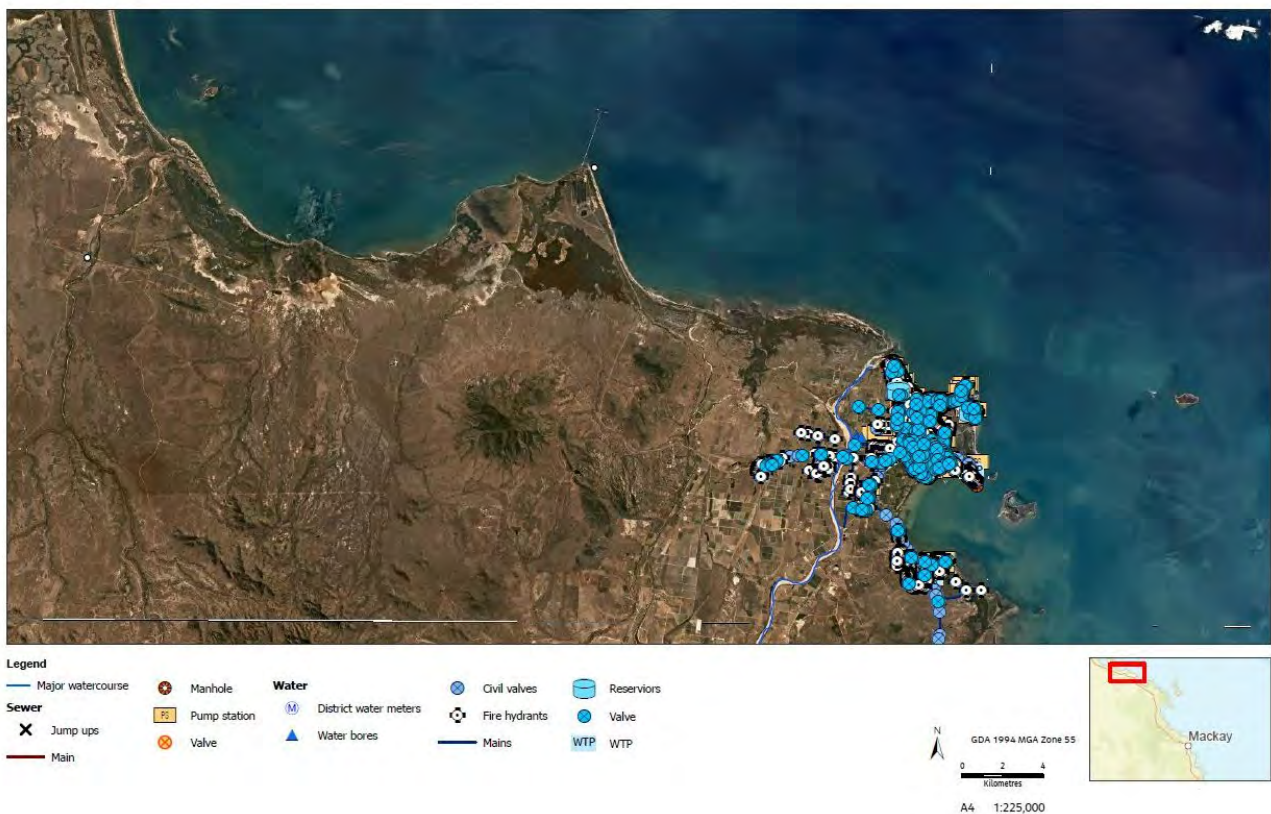 Legend
Major watercourse
Sewer
Jump ups
Main
Manhole
PS Pump station
Valve
Water
M District water meters
Water bores
Civil valves
Fire hydrants
Mains
Reserviors
Valve
WTP WTP
N
GDA 1994 MGA Zone 55
0 2 4
Kilometres
A4 1:225,000
Mackay